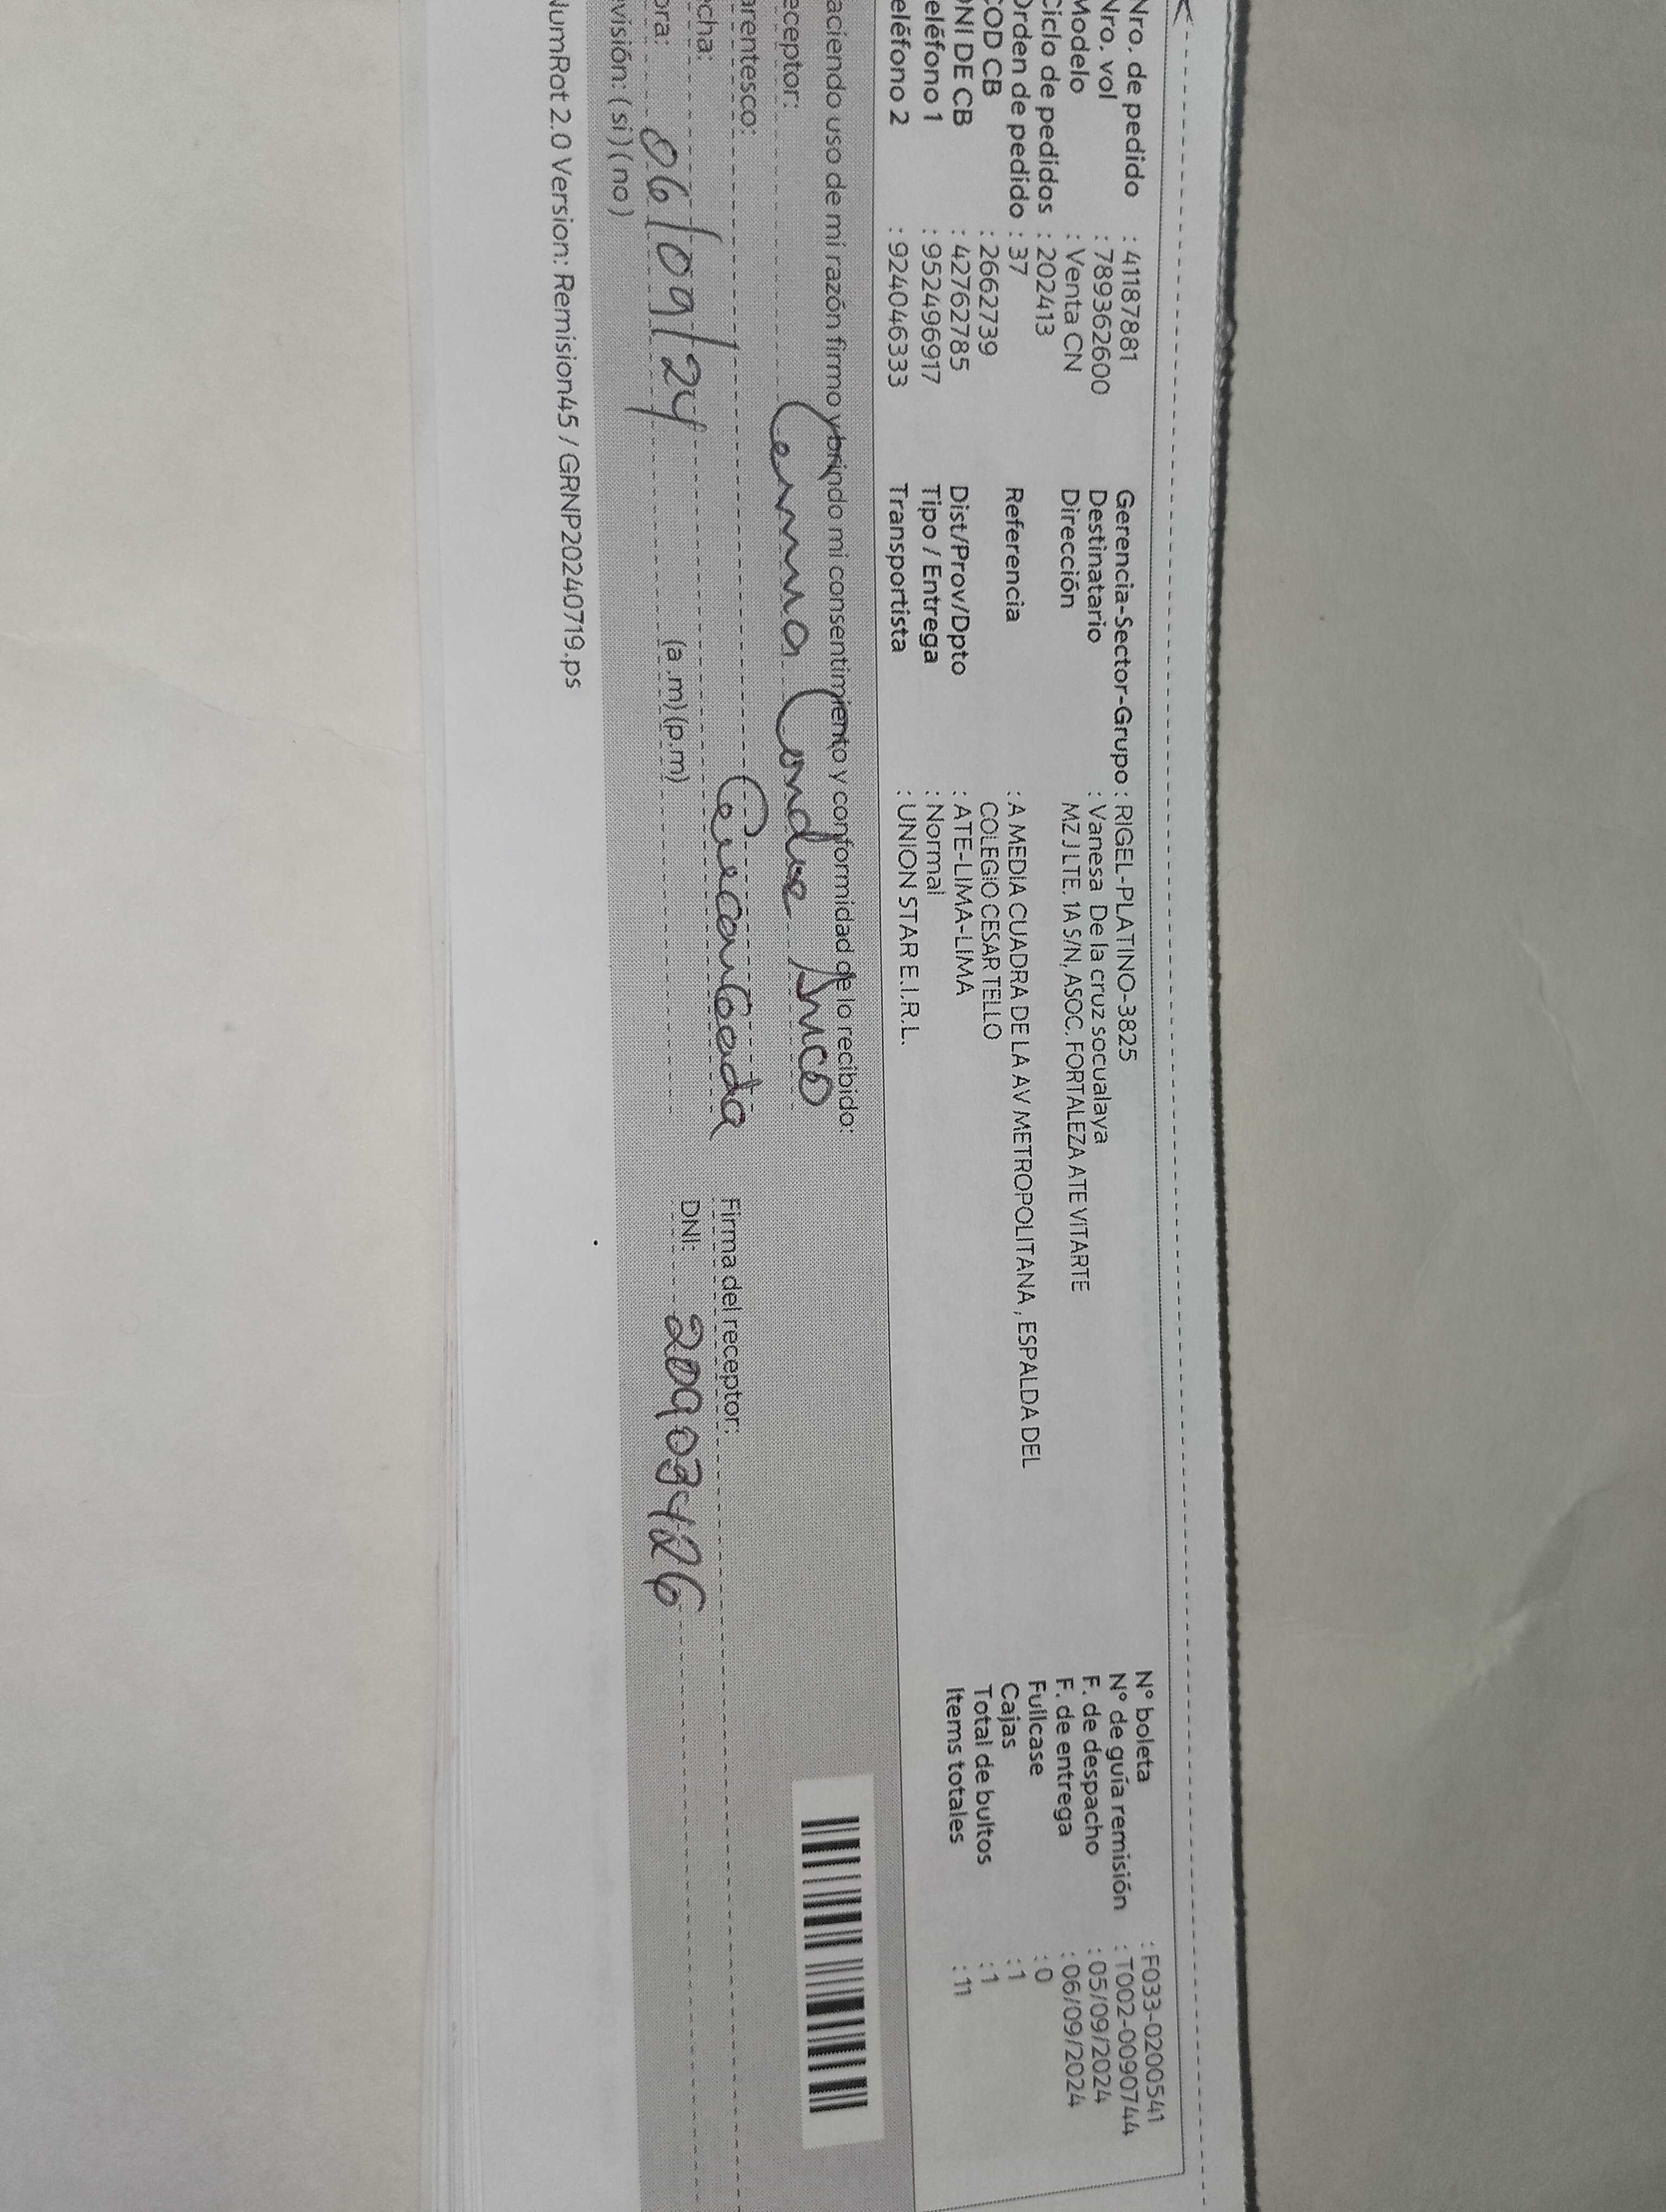 Nro. de pedido : 41187881
Nro. vol : 789362600
Modelo : Venta CN
Ciclo de pedidos : 202413
Orden de pedido : 37
COD CB : 2662739
DNI DE CB : 42762785
eléfono 1 : 952496917
eléfono 2 : 924046333
Gerencia-Sector-Grupo : RIGEL-PLATINO-3825
Destinatario : Vanesa De la cruz socualaya
Dirección MZ J LTE. 1A S/N, ASOC. FORTALEZA ATE VITARTE
Referencia : A MEDIA CUADRA DE LA AV METROPOLITANA , ESPALDA DEL
COLEGIO CESAR TELLO
Dist/Prov/Dpto : ATE-LIMA-LIMA
Tipo / Entrega : Normal
Transportista : UNION STAR E.I.R.L.
N° boleta : F033-0200541
N° de guía remisión : T002-0090744
F. de despacho : 05/09/2024
F. de entrega : 06/09/2024
Fullcase : 0
Cajas : 1
Total de bultos : 1
Items totales : 11
aciendo uso de mi razón firmo y brindo mi consentimiento y conformidad de lo recibido:
eceptor: Condor
arentesco: Encargada
Firma del receptor:
cha: 06/09/24
DNI: 20903426
ora: (a .m) (p.m)
visión: ( si ) ( no )
NumRot 2.0 Version: Remision45 / GRNP20240719.ps